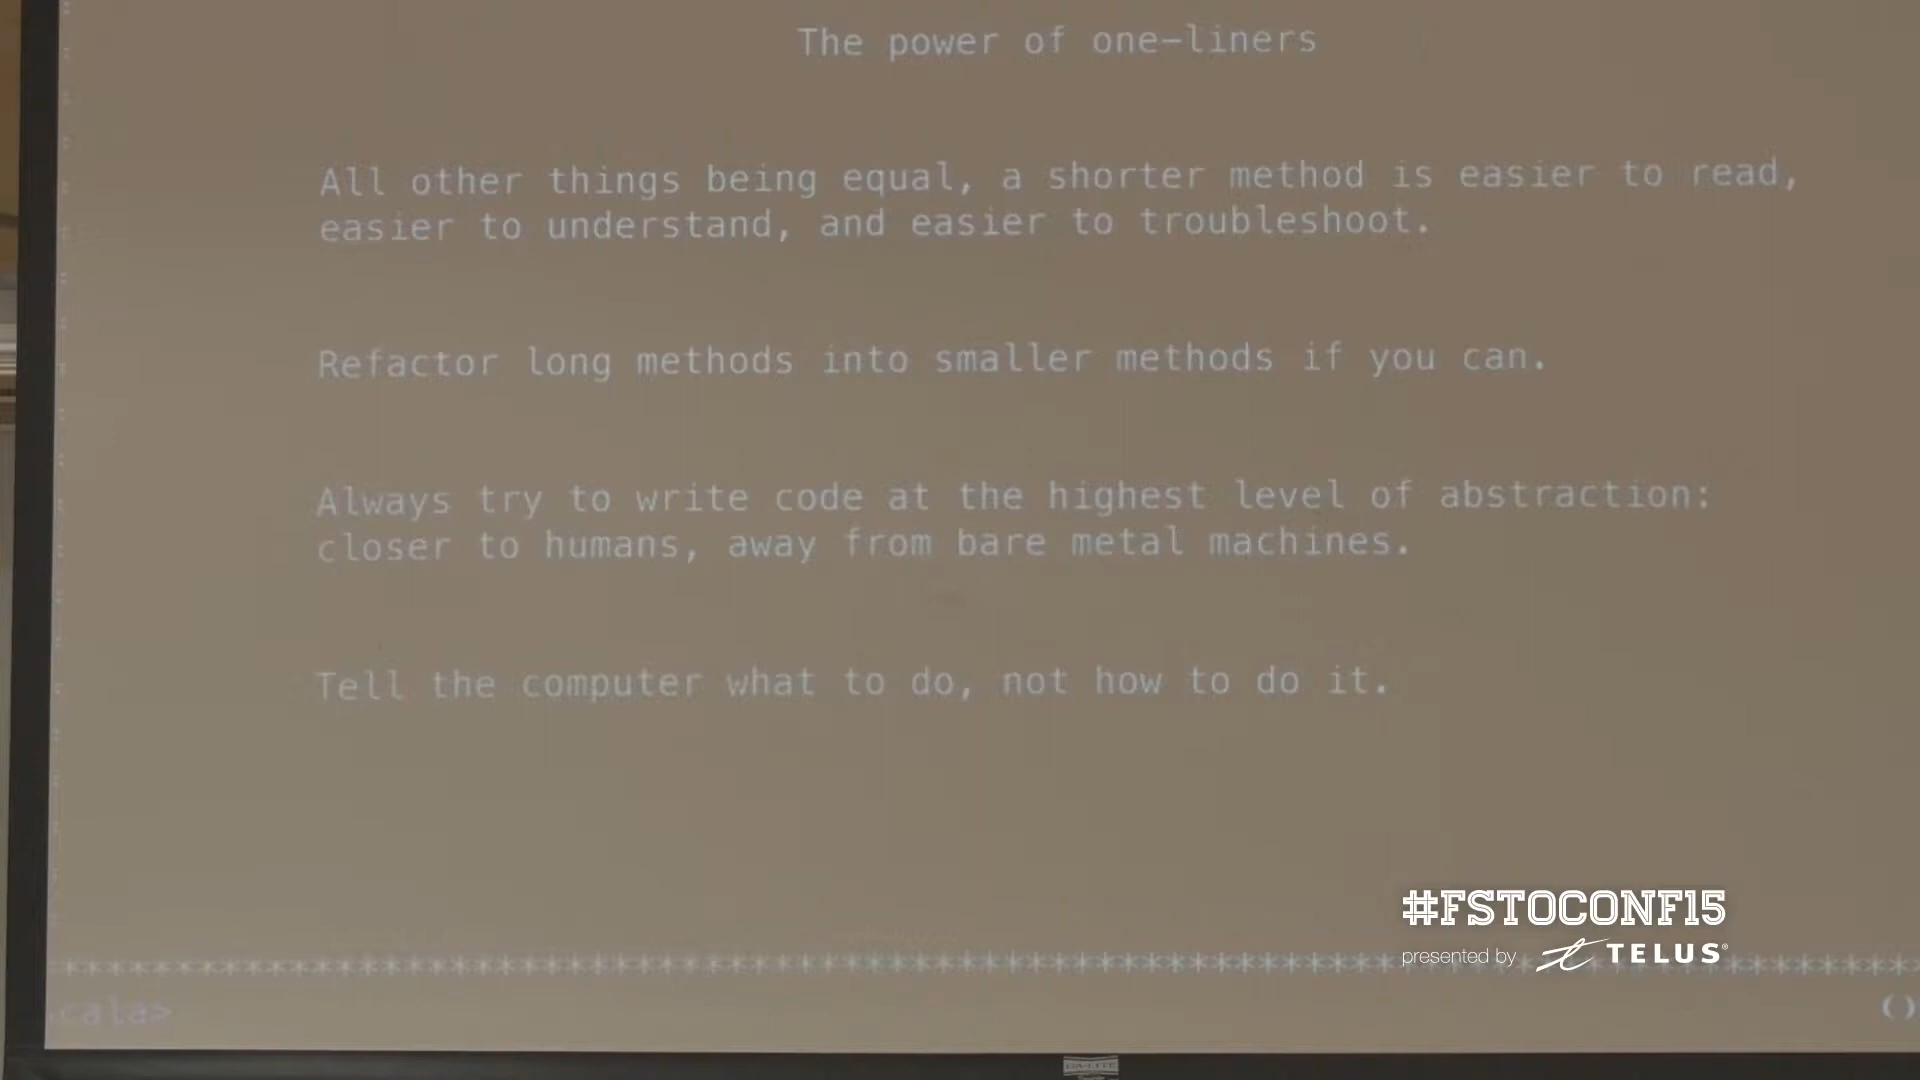 The power of one-liners
All other things being equal, a shorter method is easier to read,
easier to understand, and easier to troubleshoot.
Refactor long methods into smaller methods if you can.
Always try to write code at the highest level of abstraction:
closer to humans, away from bare metal machines.
Tell the computer what to do, not how to do it.
#FSTOCONF15
presented by TELUS®
************************************************************
cala>
()